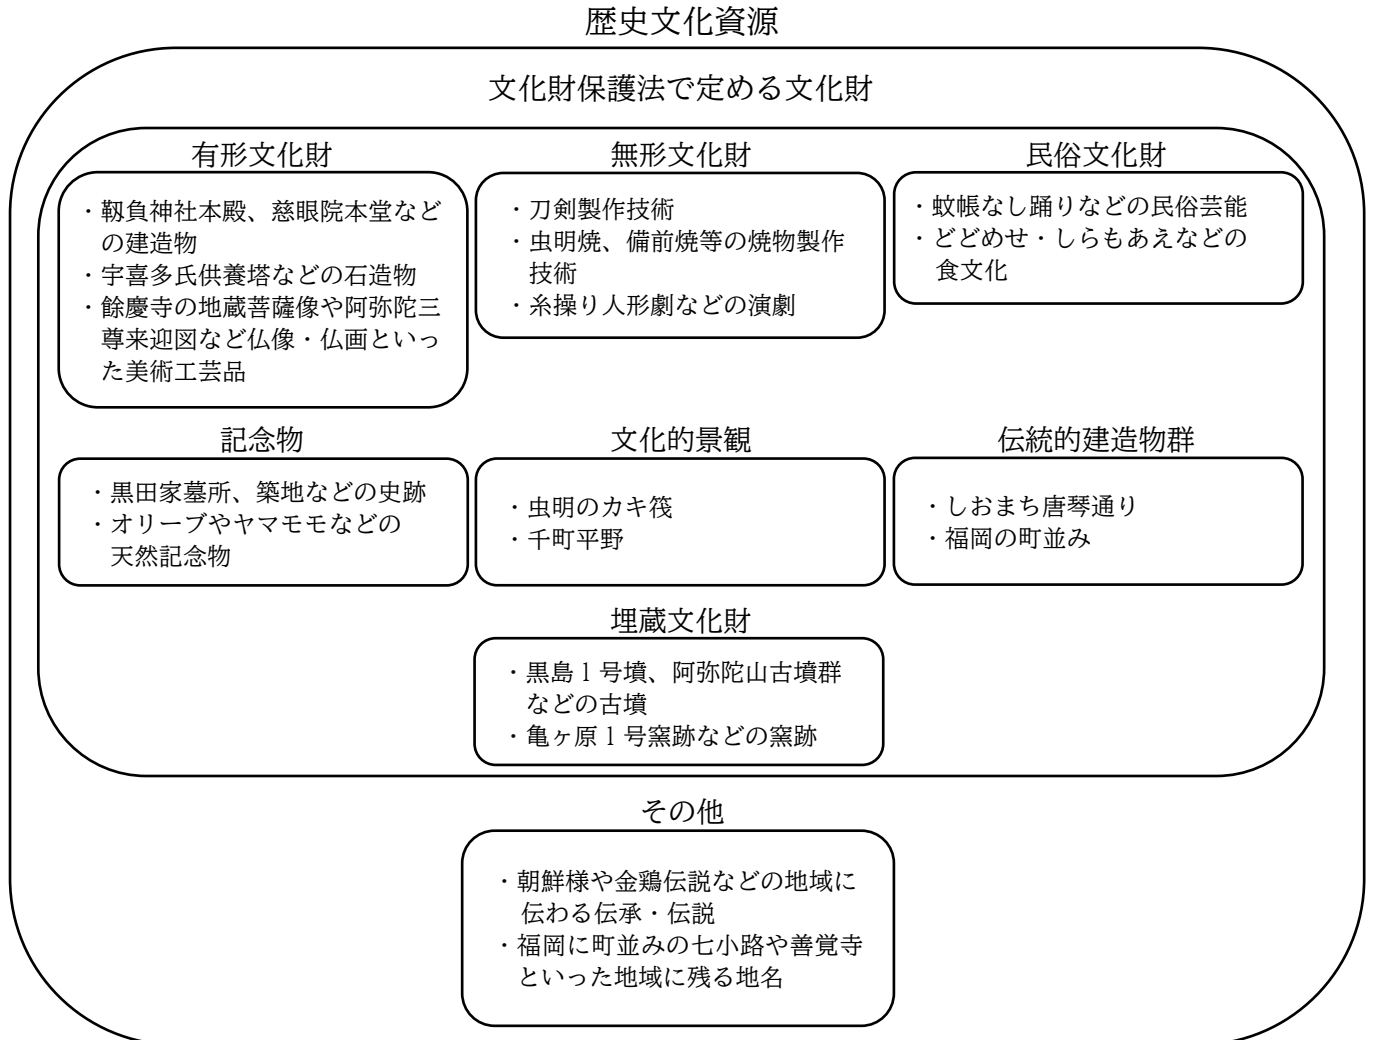 歴史文化資源
文化財保護法で定める文化財
有形文化財
・靱負神社本殿、慈眼院本堂など
の建造物
・宇喜多氏供養塔などの石造物
・餘慶寺の地蔵菩薩像や阿弥陀三
尊来迎図など仏像・仏画といっ
た美術工芸品
無形文化財
・刀剣製作技術
・虫明焼、備前焼等の焼物製作
技術
・糸操り人形劇などの演劇
民俗文化財
・蚊帳なし踊りなどの民俗芸能
・どどめせ・しらもあえなどの
食文化
記念物
・黒田家墓所、築地などの史跡
・オリーブやヤマモモなどの
天然記念物
文化的景観
・虫明のカキ筏
・千町平野
伝統的建造物群
・しおまち唐琴通り
・福岡の町並み
埋蔵文化財
・黒島1号墳、阿弥陀山古墳群
などの古墳
・亀ヶ原1号窯跡などの窯跡
その他
・朝鮮様や金鶏伝説などの地域に
伝わる伝承・伝説
・福岡に町並みの七小路や善覚寺
といった地域に残る地名